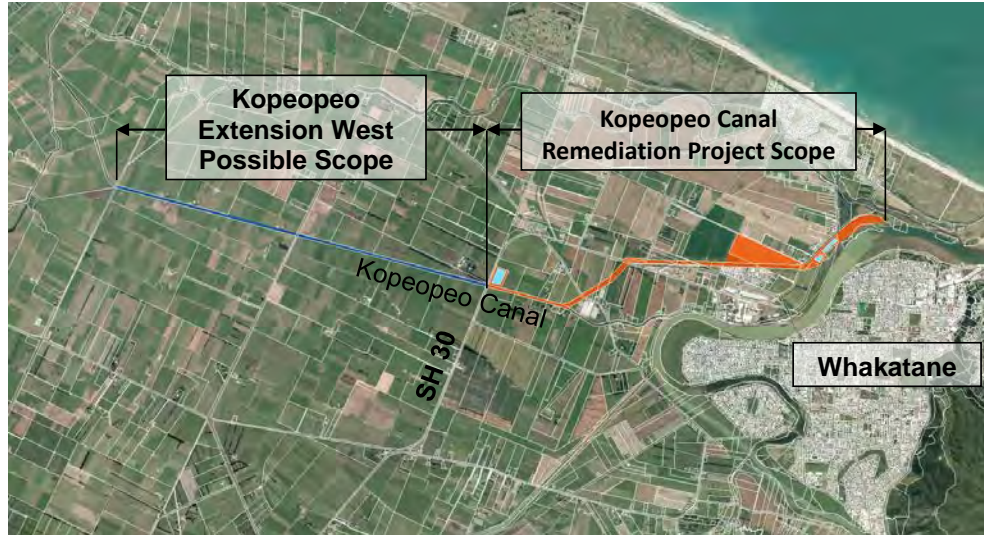 Kopeopeo
Extension West
Possible Scope
Kopeopeo Canal
Remediation Project Scope
Kopeopeo Canal
SH 30
Whakatane